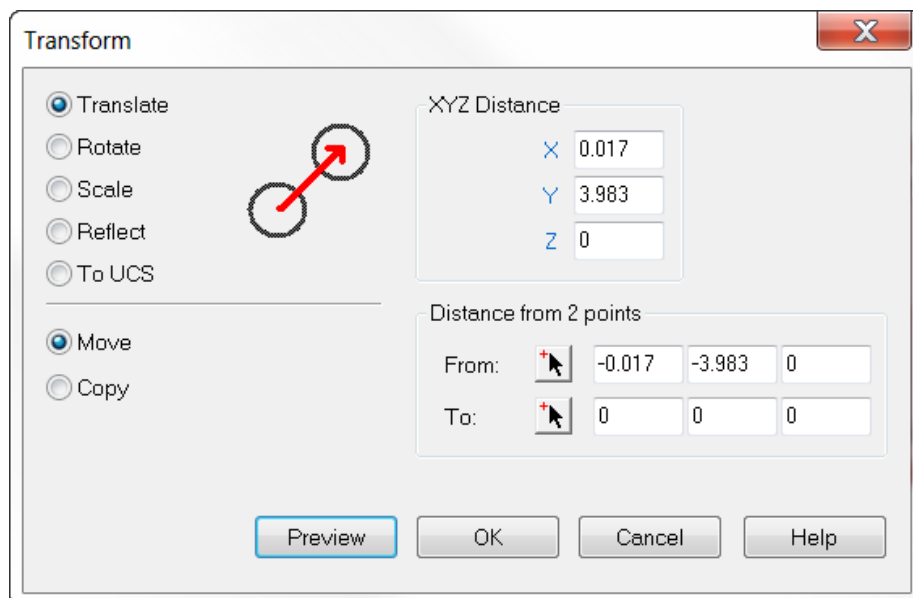 Transform
Translate
Rotate
Scale
Reflect
To UCS
Move
Copy
XYZ Distance
X 0.017
Y 3.983
Z 0
Distance from 2 points
From: -0.017 -3.983 0
To: 0 0 0
Preview OK Cancel Help